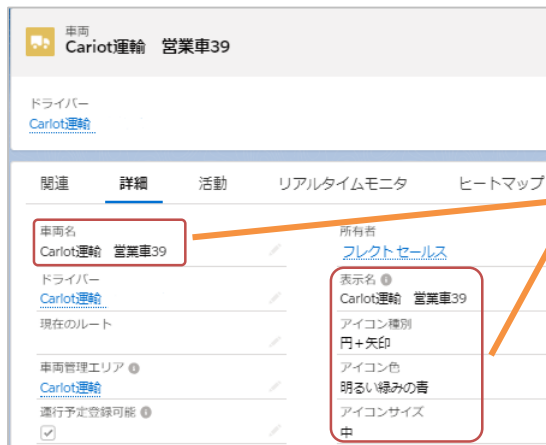 車両
Cariot運輸　営業車39
ドライバー
Cariot運輸
関連　詳細　活動　リアルタイムモニタ　ヒートマップ
車両名
Cariot運輸　営業車39
所有者
フレクト セールス
ドライバー
Cariot運輸
表示名
Cariot運輸　営業車39
現在のルート
アイコン種別
円+矢印
車両管理エリア
Cariot運輸
アイコン色
明るい緑みの青
運行予定登録可能
アイコンサイズ
中